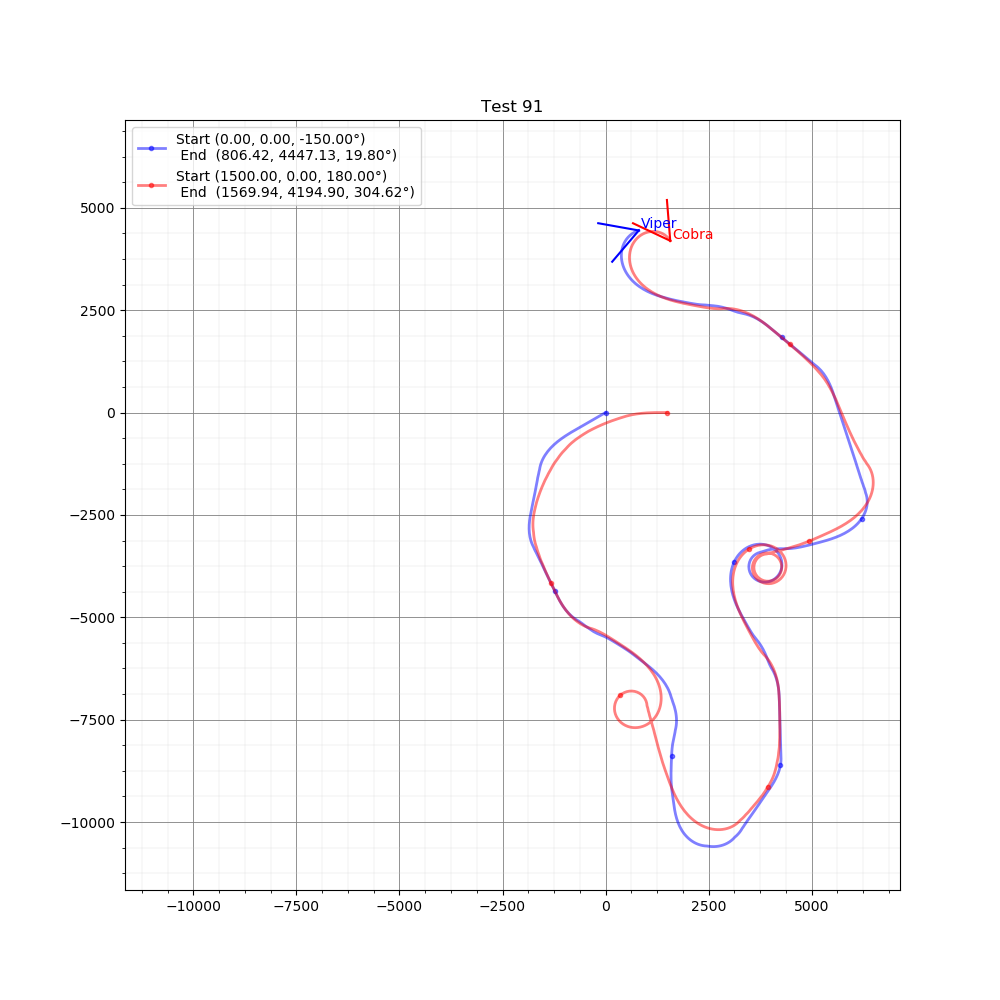 Test 91
Start (0.00, 0.00, -150.00°)
End  (806.42, 4447.13, 19.80°)
Start (1500.00, 0.00, 180.00°)
End  (1569.94, 4194.90, 304.62°)
Viper
Cobra
5000
2500
0
−2500
−5000
−7500
−10000
−10000 −7500 −5000 −2500 0 2500 5000